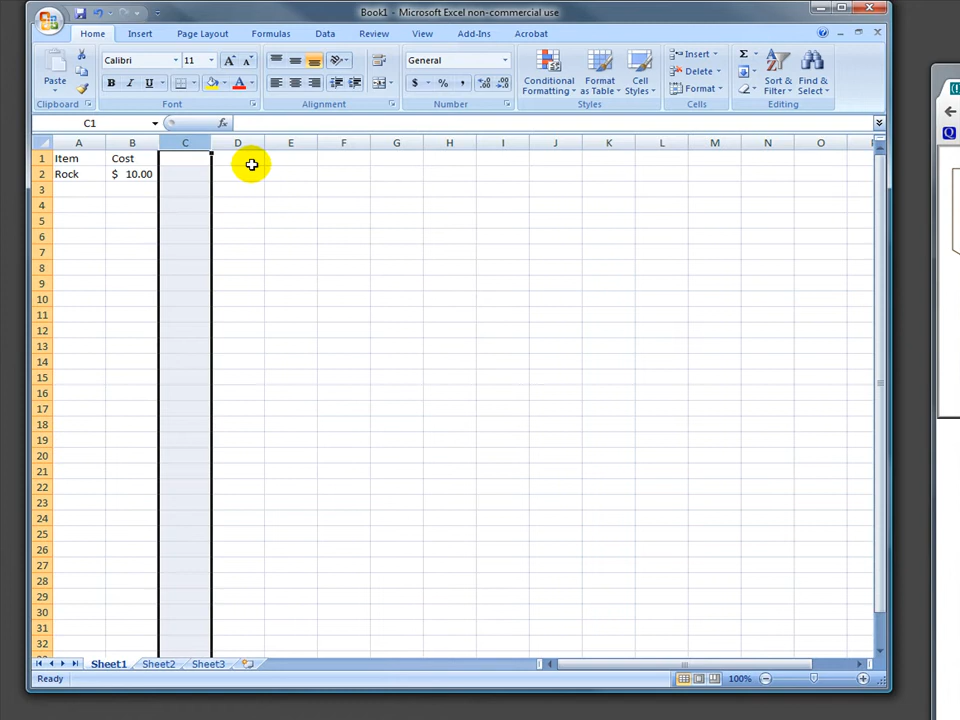 Book1 - Microsoft Excel non-commercial use
Home Insert Page Layout Formulas Data Review View Add-Ins Acrobat
Paste
Calibri 11
General
Conditional Formatting
Format as Table
Cell Styles
Insert
Delete
Format
Sort & Filter
Find & Select
Clipboard Font Alignment Number Styles Cells Editing
C1 fx
A B C D E F G H I J K L M N O
1 Item Cost
2 Rock $ 10.00
3
4
5
6
7
8
9
10
11
12
13
14
15
16
17
18
19
20
21
22
23
24
25
26
27
28
29
30
31
32
Sheet1 Sheet2 Sheet3
Ready 100%